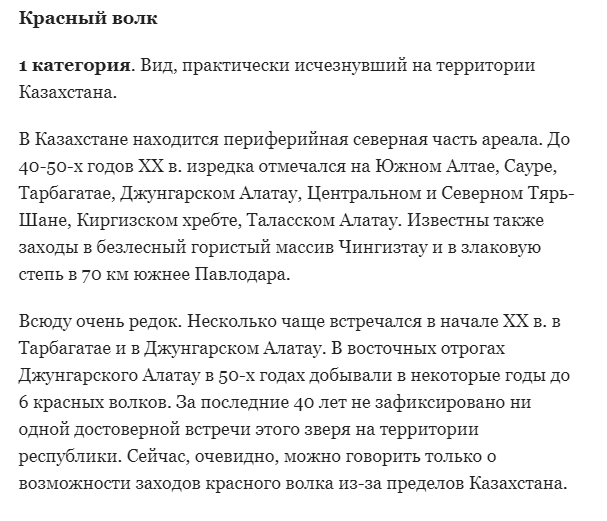 Красный волк
1 категория. Вид, практически исчезнувший на территории
Казахстана.
В Казахстане находится периферийная северная часть ареала. До
40-50-х годов XX в. изредка отмечался на Южном Алтае, Сауре,
Тарбагатае, Джунгарском Алатау, Центральном и Северном Тярь-
Шане, Киргизском хребте, Таласском Алатау. Известны также
заходы в безлесный гористый массив Чингизтау и в злаковую
степь в 70 км южнее Павлодара.
Всюду очень редок. Несколько чаще встречался в начале XX в. в
Тарбагатае и в Джунгарском Алатау. В восточных отрогах
Джунгарского Алатау в 50-х годах добывали в некоторые годы до
6 красных волков. За последние 40 лет не зафиксировано ни
одной достоверной встречи этого зверя на территории
республики. Сейчас, очевидно, можно говорить только о
возможности заходов красного волка из-за пределов Казахстана.